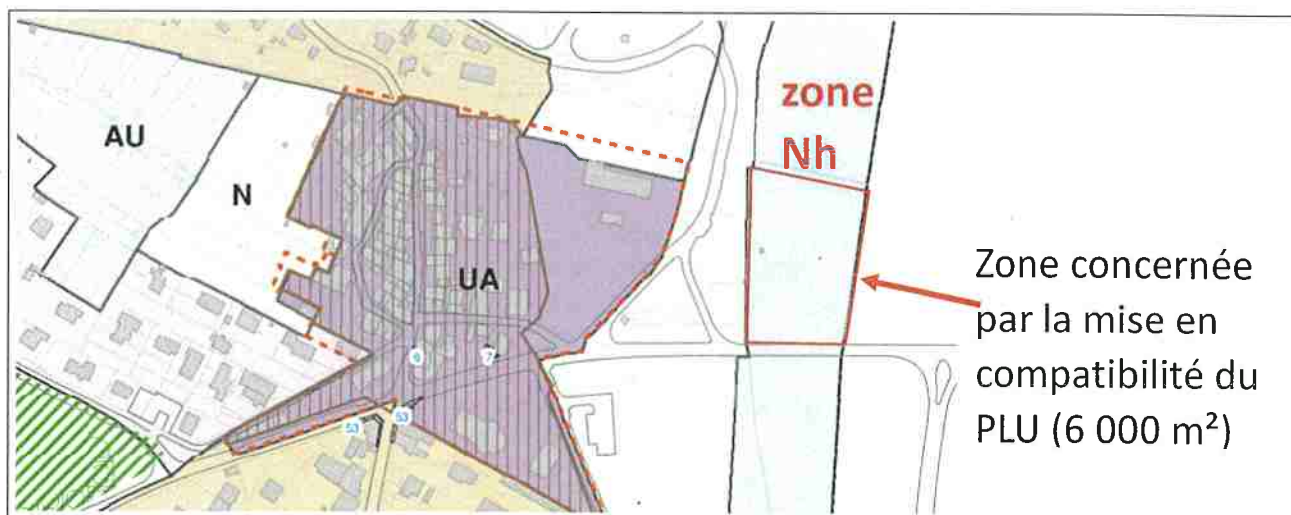 zone
Nh
AU
N
UA
Zone concernée
par la mise en
compatibilité du
PLU (6 000 m²)
6
7
53
53